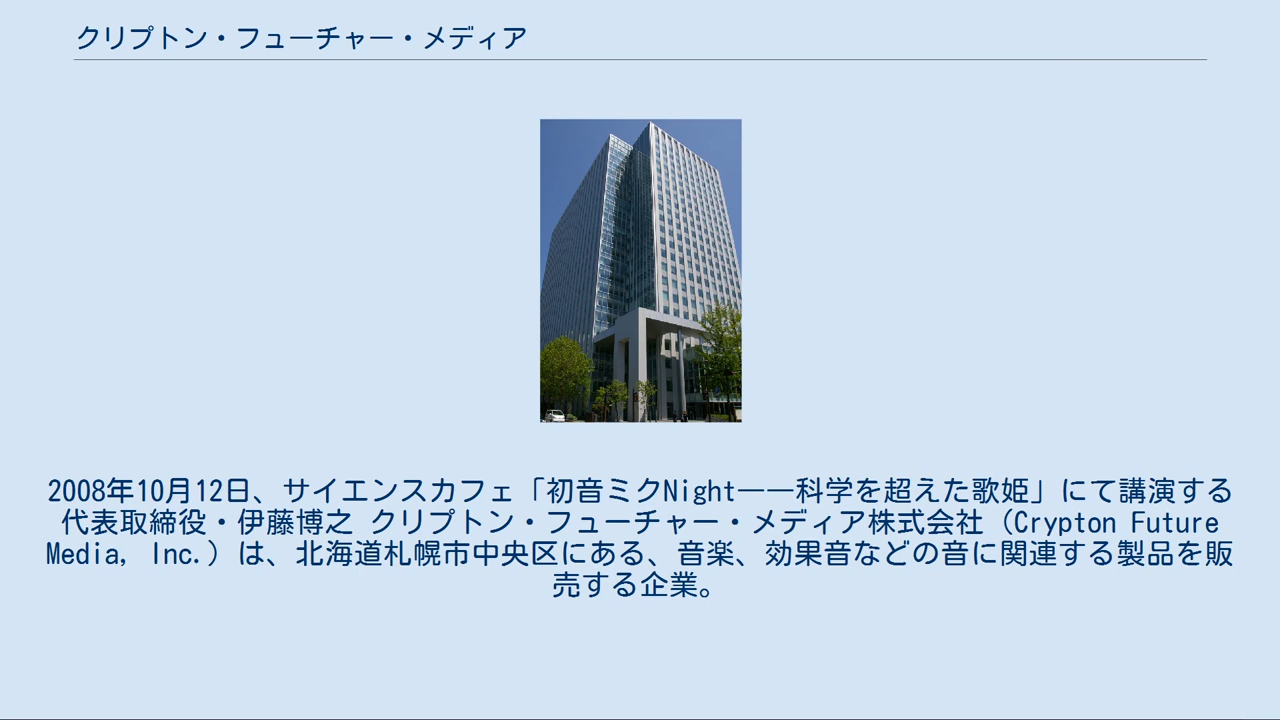 クリプトン・フューチャー・メディア
2008年10月12日、サイエンスカフェ「初音ミクNight――科学を超えた歌姫」にて講演する
代表取締役・伊藤博之 クリプトン・フューチャー・メディア株式会社（Crypton Future
Media, Inc.）は、北海道札幌市中央区にある、音楽、効果音などの音に関連する製品を販
売する企業。